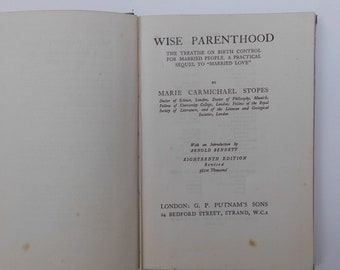 WISE PARENTHOOD
THE TREATISE ON BIRTH CONTROL
FOR MARRIED PEOPLE, A PRACTICAL
SEQUEL TO "MARRIED LOVE"
BY
MARIE CARMICHAEL STOPES
Doctor of Science, London, Doctor of Philosophy, Munich,
Fellow of University College, London, Fellow of the Royal
Society of Literature, and of the Linnean and Geological
Societies, London
With an Introduction by
ARNOLD BENNETT
EIGHTEENTH EDITION
Revised
Thousand
LONDON: G. P. PUTNAM'S SONS
24 BEDFORD STREET, STRAND, W.C.2